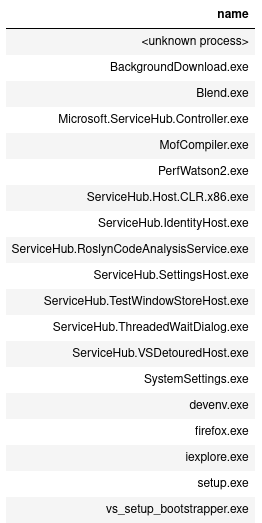 name
<unknown process>
BackgroundDownload.exe
Blend.exe
Microsoft.ServiceHub.Controller.exe
MofCompiler.exe
PerfWatson2.exe
ServiceHub.Host.CLR.x86.exe
ServiceHub.IdentityHost.exe
ServiceHub.RoslynCodeAnalysisService.exe
ServiceHub.SettingsHost.exe
ServiceHub.TestWindowStoreHost.exe
ServiceHub.ThreadedWaitDialog.exe
ServiceHub.VSDetouredHost.exe
SystemSettings.exe
devenv.exe
firefox.exe
iexplore.exe
setup.exe
vs_setup_bootstrapper.exe